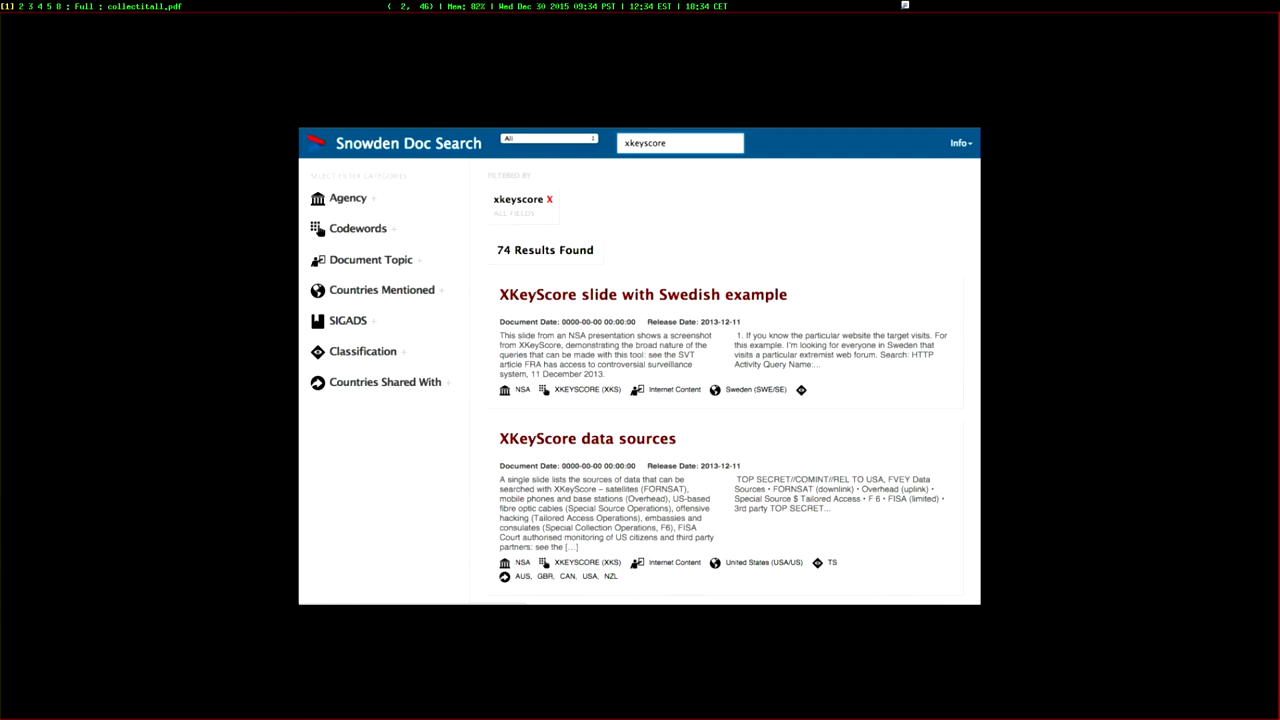 [1] 2 3 4 5 8 : Full : collectitall.pdf
( 2, 46) | Mem: 82% | Wed Dec 30 2015 09:34 PST | 12:34 EST | 18:34 CET
Snowden Doc Search
All
xkeyscore
Info
SELECT FILTER CATEGORIES
Agency +
Codewords +
Document Topic +
Countries Mentioned +
SIGADS +
Classification +
Countries Shared With +
FILTERED BY
xkeyscore X
ALL FIELDS
74 Results Found
XKeyScore slide with Swedish example
Document Date: 0000-00-00 00:00:00 Release Date: 2013-12-11
This slide from an NSA presentation shows a screenshot
from XKeyScore, demonstrating the broad nature of the
queries that can be made with this tool: see the SVT
article FRA has access to controversial surveillance
system, 11 December 2013.
1. If you know the particular website the target visits. For
this example. I'm looking for everyone in Sweden that
visits a particular extremist web forum. Search: HTTP
Activity Query Name:...
NSA XKEYSCORE (XKS) Internet Content Sweden (SWE/SE)
XKeyScore data sources
Document Date: 0000-00-00 00:00:00 Release Date: 2013-12-11
A single slide lists the sources of data that can be
searched with XKeyScore – satellites (FORNSAT),
mobile phones and base stations (Overhead), US-based
fibre optic cables (Special Source Operations), offensive
hacking (Tailored Access Operations), embassies and
consulates (Special Collection Operations, F6), FISA
Court authorised monitoring of US citizens and third party
partners: see the [...]
TOP SECRET//COMINT//REL TO USA, FVEY Data
Sources • FORNSAT (downlink) • Overhead (uplink) •
Special Source $ Tailored Access • F 6 • FISA (limited) •
3rd party TOP SECRET...
NSA XKEYSCORE (XKS) Internet Content United States (USA/US) TS
AUS, GBR, CAN, USA, NZL